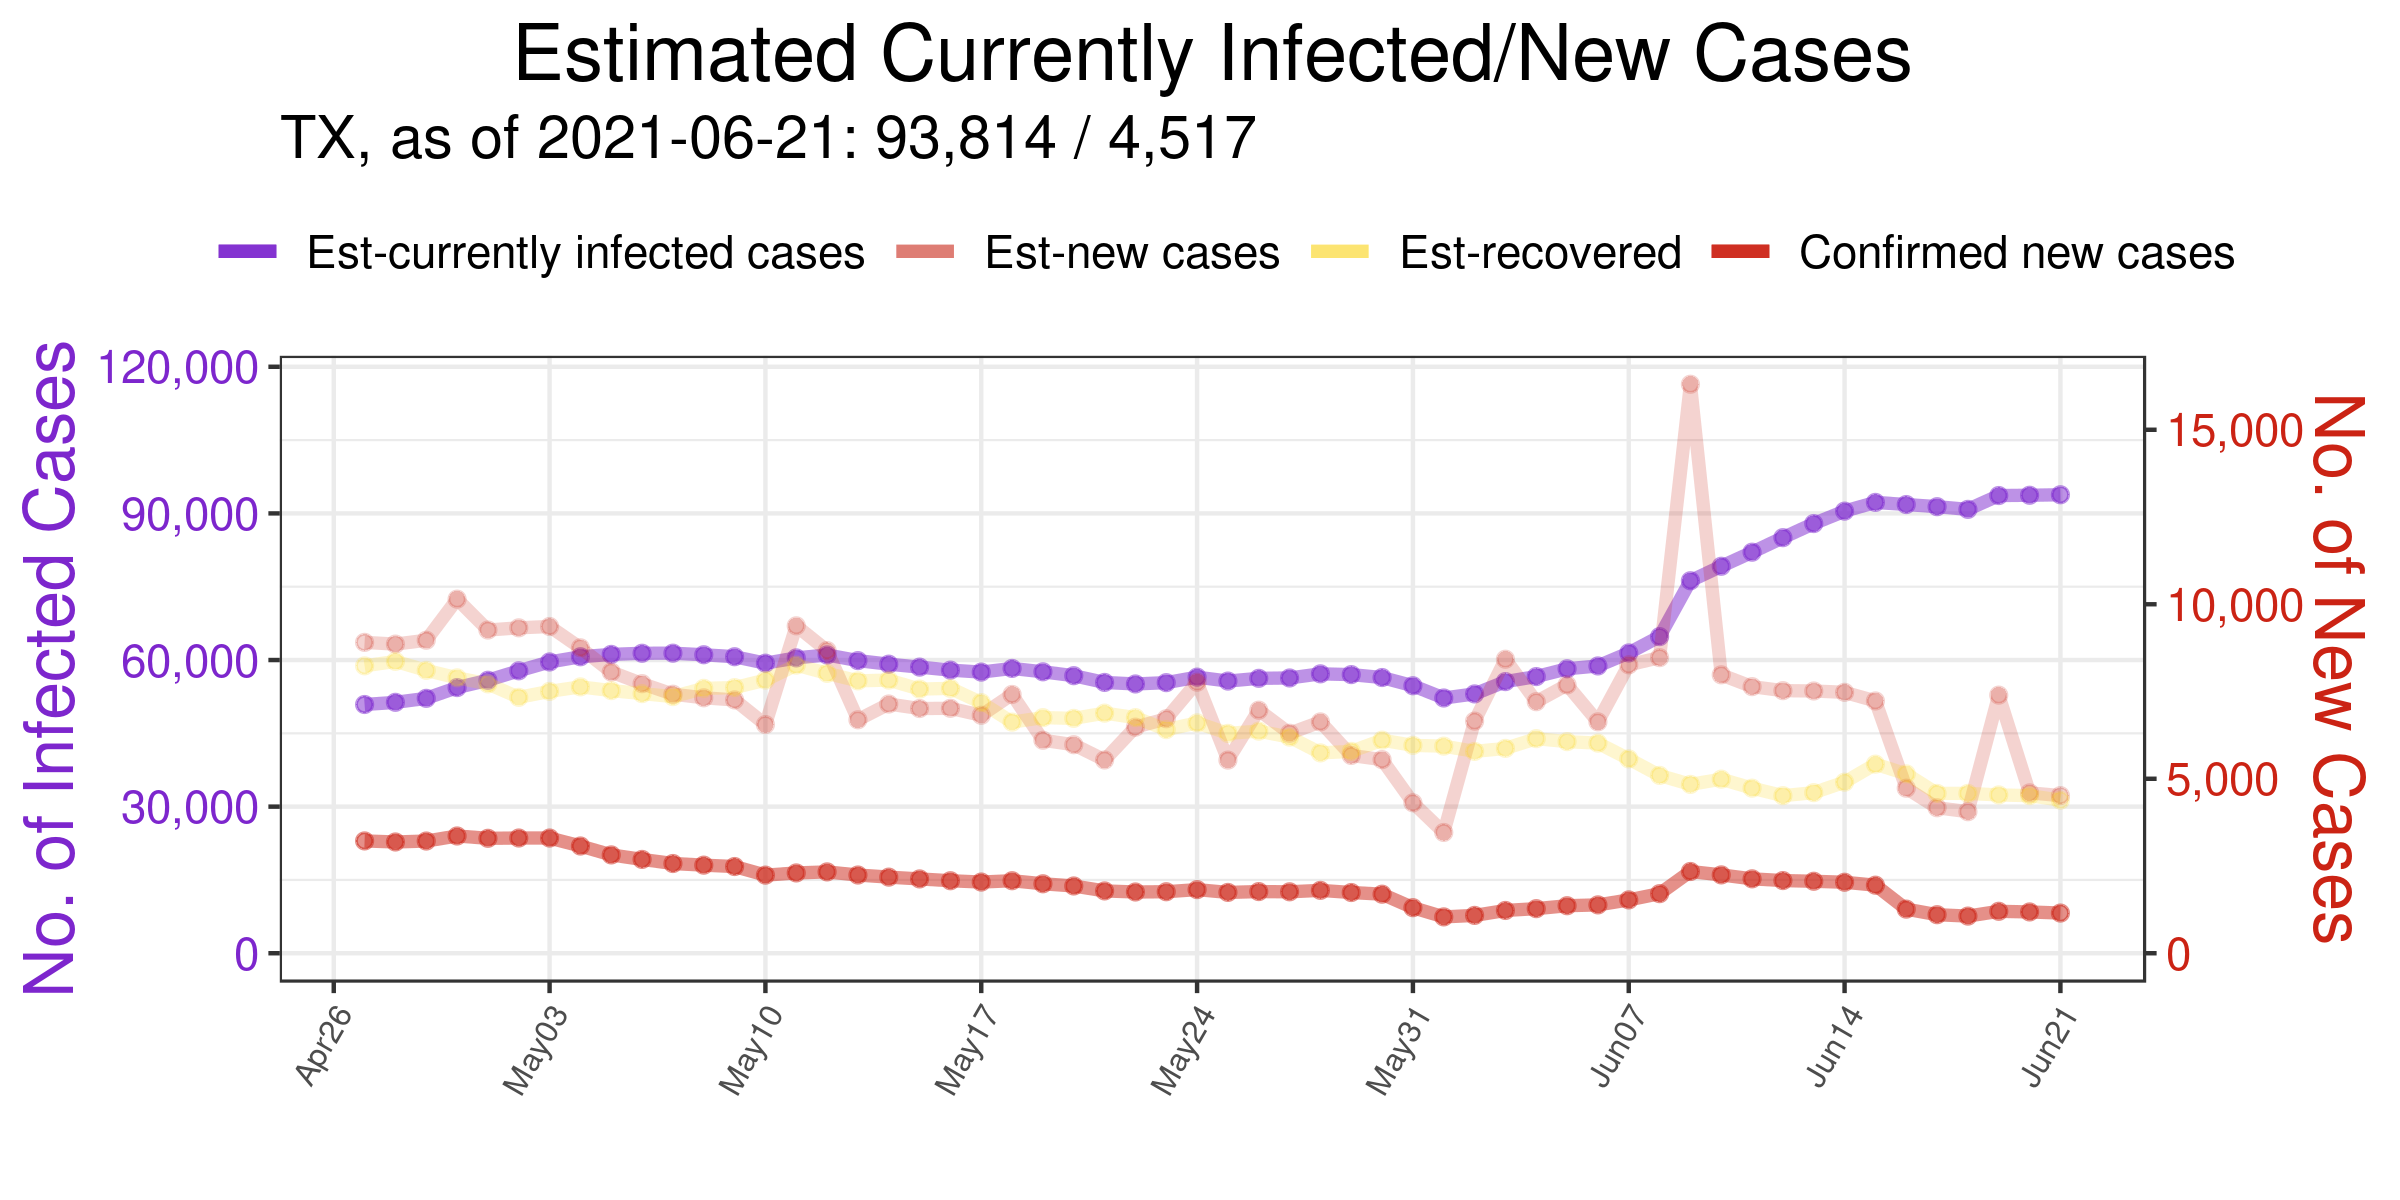 Estimated Currently Infected/New Cases
TX, as of 2021-06-21: 93,814 / 4,517
Est-currently infected cases Est-new cases Est-recovered Confirmed new cases
No. of Infected Cases
120,000
90,000
60,000
30,000
0
15,000
10,000
5,000
0
No. of New Cases
Apr26 May03 May10 May17 May24 May31 Jun07 Jun14 Jun21